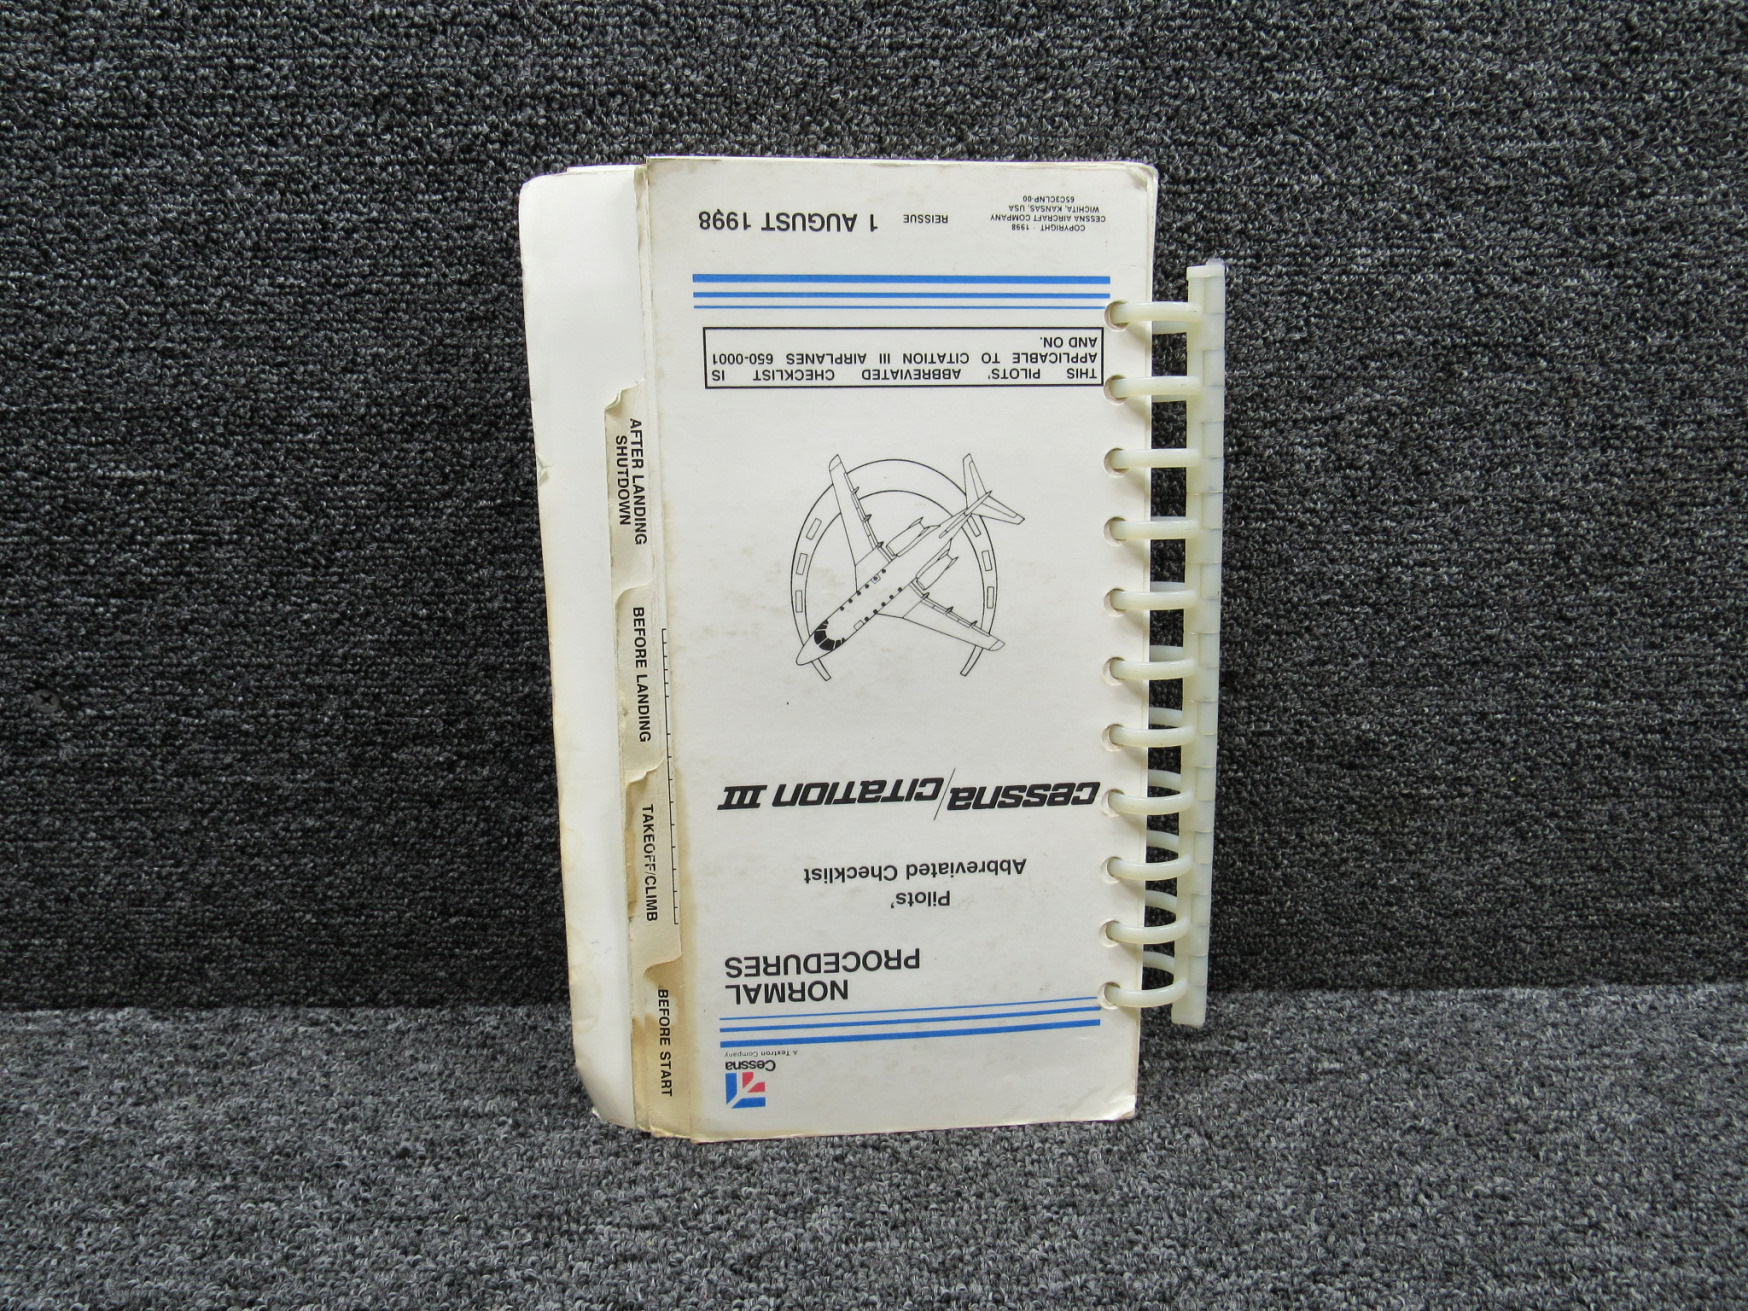 Cessna
A Textron Company
NORMAL
PROCEDURES
Pilots'
Abbreviated Checklist
cessna/CITATION III
THIS PILOTS' ABBREVIATED CHECKLIST IS
APPLICABLE TO CITATION III AIRPLANES 650-0001
AND ON.
COPYRIGHT · 1998
CESSNA AIRCRAFT COMPANY
WICHITA, KANSAS, USA
65C3CLNP-00
REISSUE 1 AUGUST 1998
BEFORE START
TAKEOFF/CLIMB
BEFORE LANDING
AFTER LANDING
SHUTDOWN